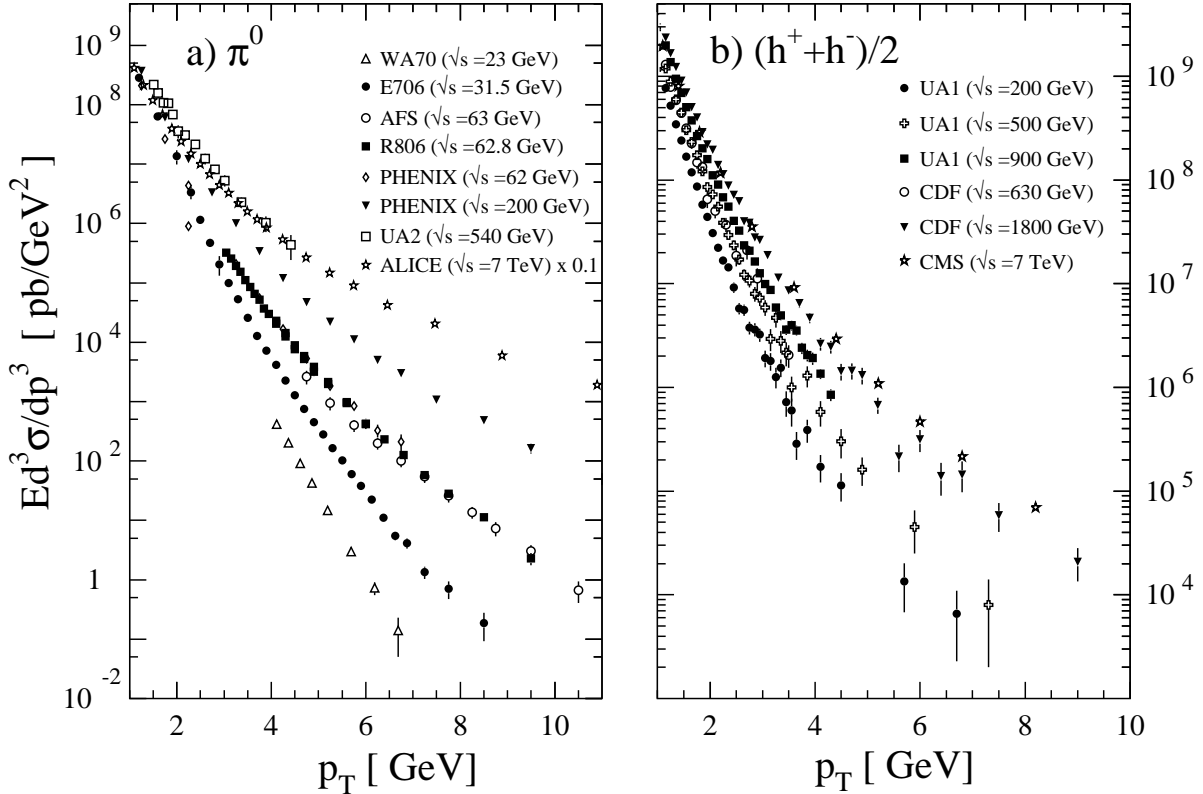 a) π⁰
WA70 (√s =23 GeV)
E706 (√s =31.5 GeV)
AFS (√s =63 GeV)
R806 (√s =62.8 GeV)
PHENIX (√s =62 GeV)
PHENIX (√s =200 GeV)
UA2 (√s =540 GeV)
ALICE (√s =7 TeV) x 0.1
Ed³σ/dp³ [ pb/GeV² ]
10⁹
10⁸
10⁶
10⁴
10²
1
10⁻²
2 4 6 8 10
p_T [ GeV]
b) (h⁺+h⁻)/2
UA1 (√s =200 GeV)
UA1 (√s =500 GeV)
UA1 (√s =900 GeV)
CDF (√s =630 GeV)
CDF (√s =1800 GeV)
CMS (√s =7 TeV)
10⁹
10⁸
10⁷
10⁶
10⁵
10⁴
2 4 6 8 10
p_T [ GeV]